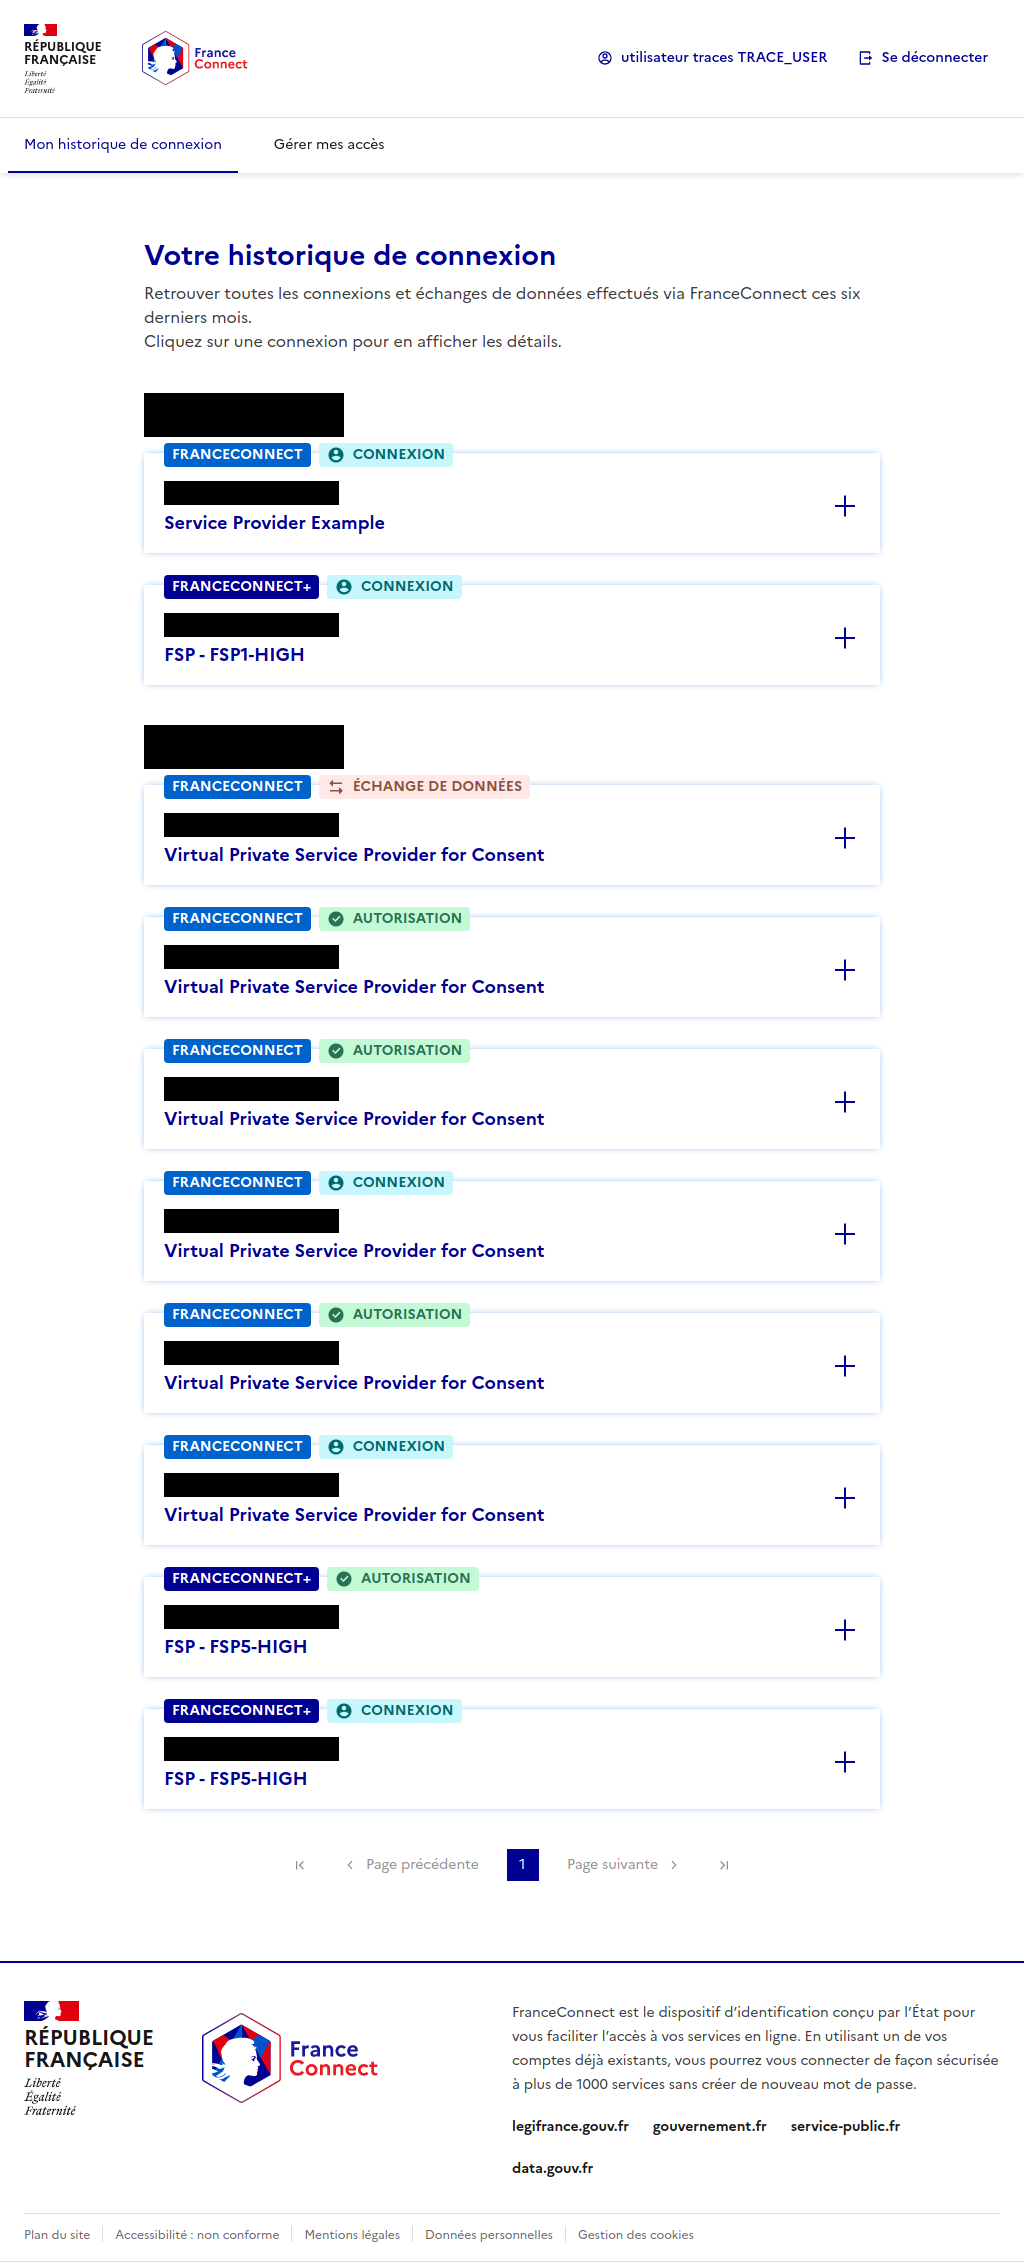 RÉPUBLIQUE
FRANÇAISE
Liberté
Égalité
Fraternité
France
Connect
utilisateur traces TRACE_USER
Se déconnecter
Mon historique de connexion
Gérer mes accès
Votre historique de connexion
Retrouver toutes les connexions et échanges de données effectués via FranceConnect ces six
derniers mois.
Cliquez sur une connexion pour en afficher les détails.
FRANCECONNECT CONNEXION
Service Provider Example
FRANCECONNECT+ CONNEXION
FSP - FSP1-HIGH
FRANCECONNECT ÉCHANGE DE DONNÉES
Virtual Private Service Provider for Consent
FRANCECONNECT AUTORISATION
Virtual Private Service Provider for Consent
FRANCECONNECT AUTORISATION
Virtual Private Service Provider for Consent
FRANCECONNECT CONNEXION
Virtual Private Service Provider for Consent
FRANCECONNECT AUTORISATION
Virtual Private Service Provider for Consent
FRANCECONNECT CONNEXION
Virtual Private Service Provider for Consent
FRANCECONNECT+ AUTORISATION
FSP - FSP5-HIGH
FRANCECONNECT+ CONNEXION
FSP - FSP5-HIGH
Page précédente 1 Page suivante
RÉPUBLIQUE
FRANÇAISE
Liberté
Égalité
Fraternité
France
Connect
FranceConnect est le dispositif d’identification conçu par l’État pour
vous faciliter l’accès à vos services en ligne. En utilisant un de vos
comptes déjà existants, vous pourrez vous connecter de façon sécurisée
à plus de 1000 services sans créer de nouveau mot de passe.
legifrance.gouv.fr gouvernement.fr service-public.fr
data.gouv.fr
Plan du site Accessibilité : non conforme Mentions légales Données personnelles Gestion des cookies